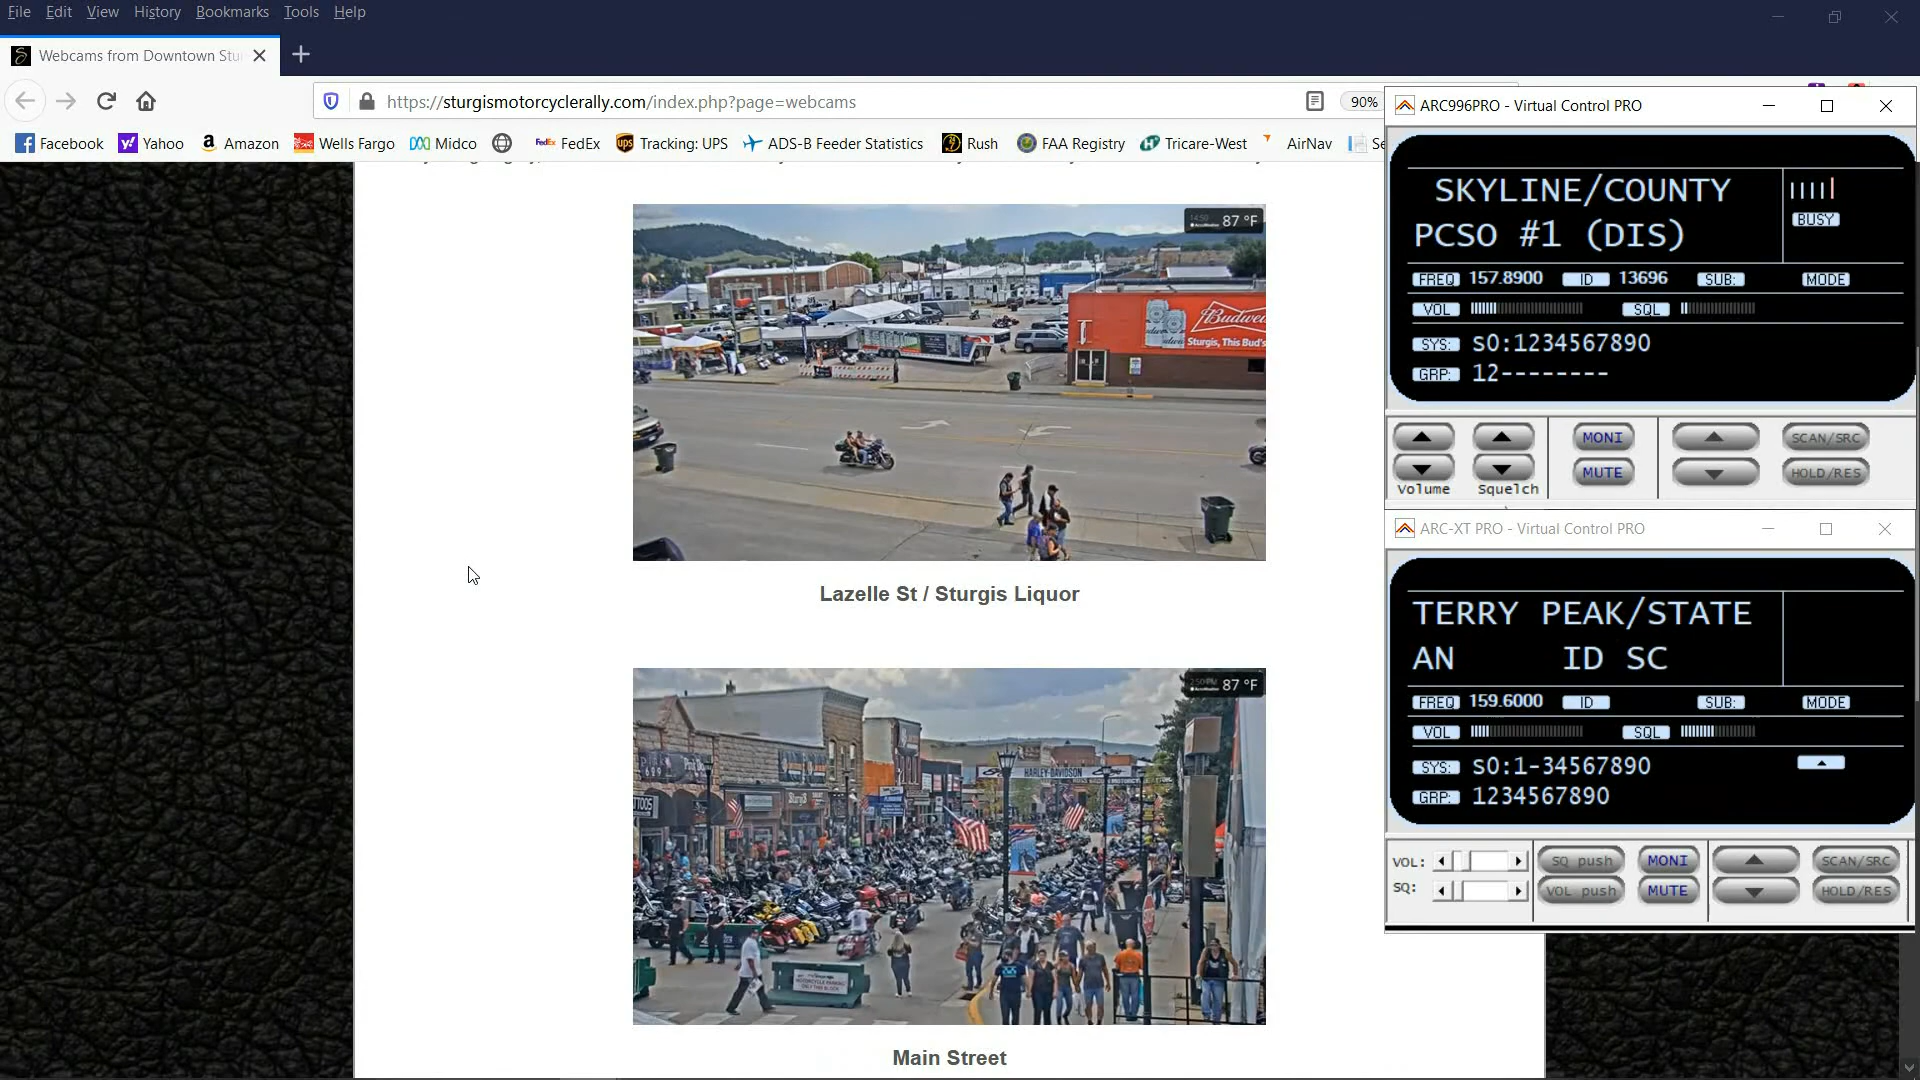 File Edit View History Bookmarks Tools Help
Webcams from Downtown Stu
https://sturgismotorcyclerally.com/index.php?page=webcams
90%
Facebook Yahoo Amazon Wells Fargo Midco FedEx Tracking: UPS ADS-B Feeder Statistics Rush FAA Registry Tricare-West AirNav Se
87 °F
Budwei
Sturgis, This Bud's
Lazelle St / Sturgis Liquor
87 °F
HARLEY-DAVIDSON
Main Street
ARC996PRO - Virtual Control PRO
SKYLINE/COUNTY
BUSY
PCSO #1 (DIS)
FREQ 157.8900 ID 13696 SUB: MODE
VOL SQL
SYS: S0:1234567890
GRP: 12--------
MONI SCAN/SRC
MUTE HOLD/RES
Volume Squelch
ARC-XT PRO - Virtual Control PRO
TERRY PEAK/STATE
AN ID SC
FREQ 159.6000 ID SUB: MODE
VOL SQL
SYS: S0:1-34567890
GRP: 1234567890
VOL: SQ push MONI SCAN/SRC
SQ: VOL push MUTE HOLD/RES